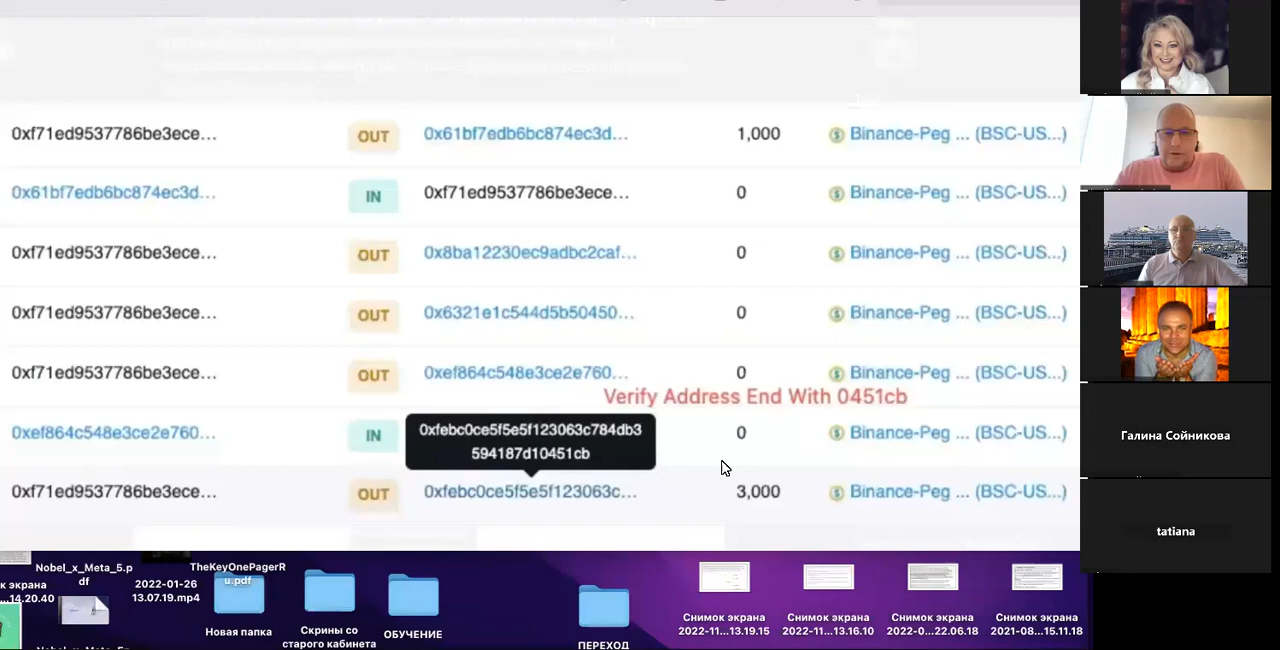 0xf71ed9537786be3ece... OUT 0x61bf7edb6bc874ec3d... 1,000 Binance-Peg ... (BSC-US...)
0x61bf7edb6bc874ec3d... IN 0xf71ed9537786be3ece... 0 Binance-Peg ... (BSC-US...)
0xf71ed9537786be3ece... OUT 0x8ba12230ec9adbc2caf... 0 Binance-Peg ... (BSC-US...)
0xf71ed9537786be3ece... OUT 0x6321e1c544d5b50450... 0 Binance-Peg ... (BSC-US...)
0xf71ed9537786be3ece... OUT 0xef864c548e3ce2e760... 0 Binance-Peg ... (BSC-US...)
Verify Address End With 0451cb
0xef864c548e3ce2e760... IN 0 Binance-Peg ... (BSC-US...)
0xfebc0ce5f5e5f123063c784db3
594187d10451cb
0xf71ed9537786be3ece... OUT 0xfebc0ce5f5e5f123063c... 3,000 Binance-Peg ... (BSC-US...)
Галина Сойникова
tatiana
Nobel_x_Meta_5.p
df
к экрана
...14.20.40
2022-01-26
13.07.19.mp4
TheKeyOnePagerR
u.pdf
Новая папка
Скрины со
старого кабинета
ОБУЧЕНИЕ
ПЕРЕХОД
Снимок экрана
2022-11...13.19.15
Снимок экрана
2022-11...13.16.10
Снимок экрана
2022-0...22.06.18
Снимок экрана
2021-08...15.11.18